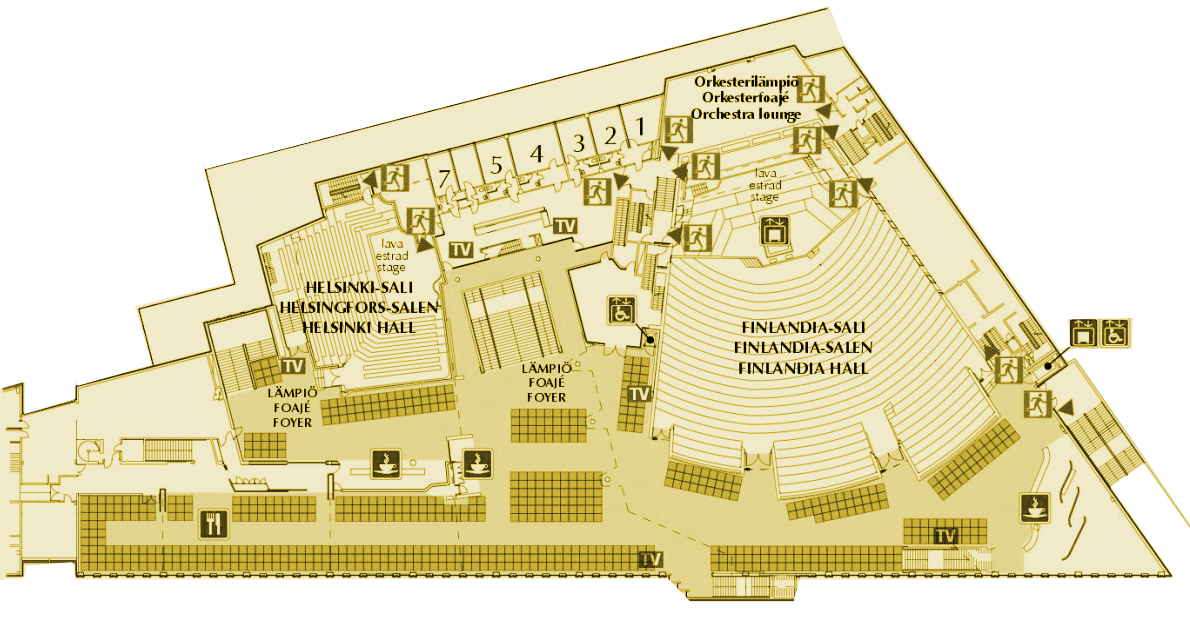 Orkesterilämpiö
Orkesterfoajé
Orchestra lounge
1
2
3
4
5
7
lava
estrad
stage
TV
TV
lava
estrad
stage
HELSINKI-SALI
HELSINGFORS-SALEN
HELSINKI HALL
FINLANDIA-SALI
FINLANDIA-SALEN
FINLANDIA HALL
TV
LÄMPIÖ
FOAJÉ
FOYER
LÄMPIÖ
FOAJÉ
FOYER
TV
TV
TV